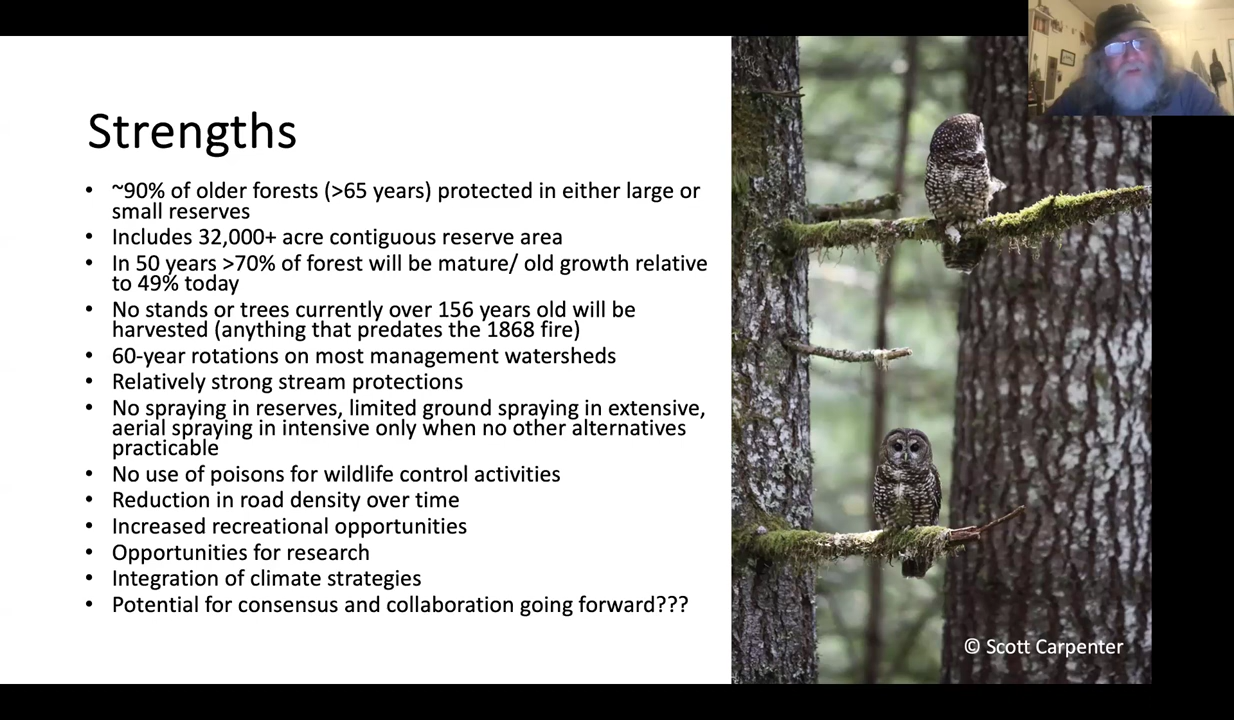 Strengths
• ~90% of older forests (>65 years) protected in either large or
small reserves
• Includes 32,000+ acre contiguous reserve area
• In 50 years >70% of forest will be mature/ old growth relative
to 49% today
• No stands or trees currently over 156 years old will be
harvested (anything that predates the 1868 fire)
• 60-year rotations on most management watersheds
• Relatively strong stream protections
• No spraying in reserves, limited ground spraying in extensive,
aerial spraying in intensive only when no other alternatives
practicable
• No use of poisons for wildlife control activities
• Reduction in road density over time
• Increased recreational opportunities
• Opportunities for research
• Integration of climate strategies
• Potential for consensus and collaboration going forward???
© Scott Carpenter